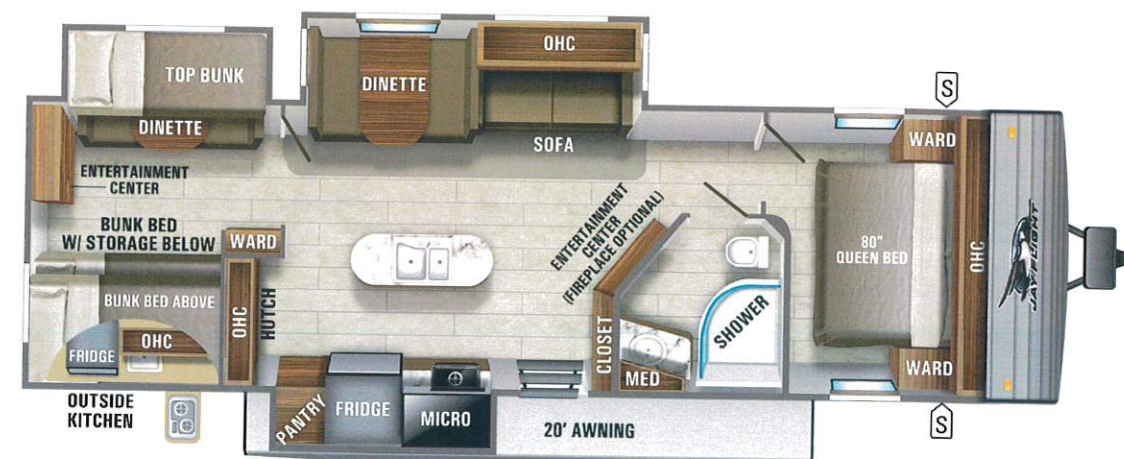 TOP BUNK
DINETTE
ENTERTAINMENT
CENTER
BUNK BED
W/ STORAGE BELOW
BUNK BED ABOVE
FRIDGE
OHC
OUTSIDE
KITCHEN
WARD
OHC
HUTCH
DINETTE
OHC
SOFA
PANTRY
FRIDGE
MICRO
20' AWNING
ENTERTAINMENT
CENTER
(FIREPLACE OPTIONAL)
CLOSET
MED
SHOWER
S
WARD
80"
QUEEN BED
OHC
WARD
S
JAY FLIGHT